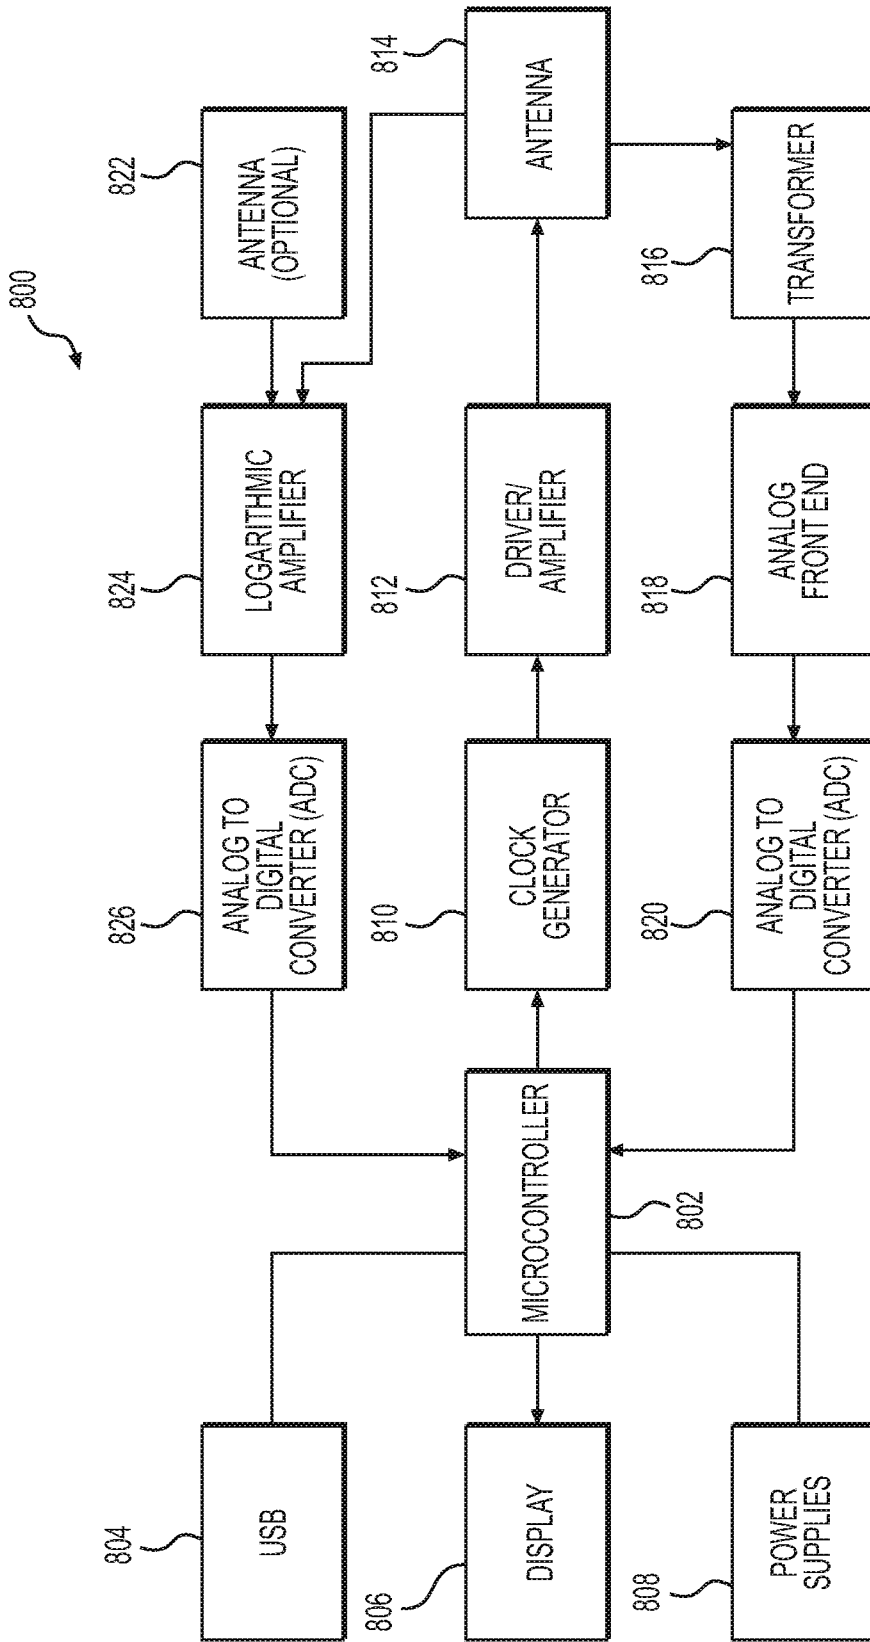 800
822
ANTENNA
(OPTIONAL)
824
LOGARITHMIC
AMPLIFIER
826
ANALOG TO
DIGITAL
CONVERTER (ADC)
804
USB
814
ANTENNA
812
DRIVER/
AMPLIFIER
810
CLOCK
GENERATOR
MICROCONTROLLER
802
806
DISPLAY
816
TRANSFORMER
818
ANALOG
FRONT END
820
ANALOG TO
DIGITAL
CONVERTER (ADC)
808
POWER
SUPPLIES